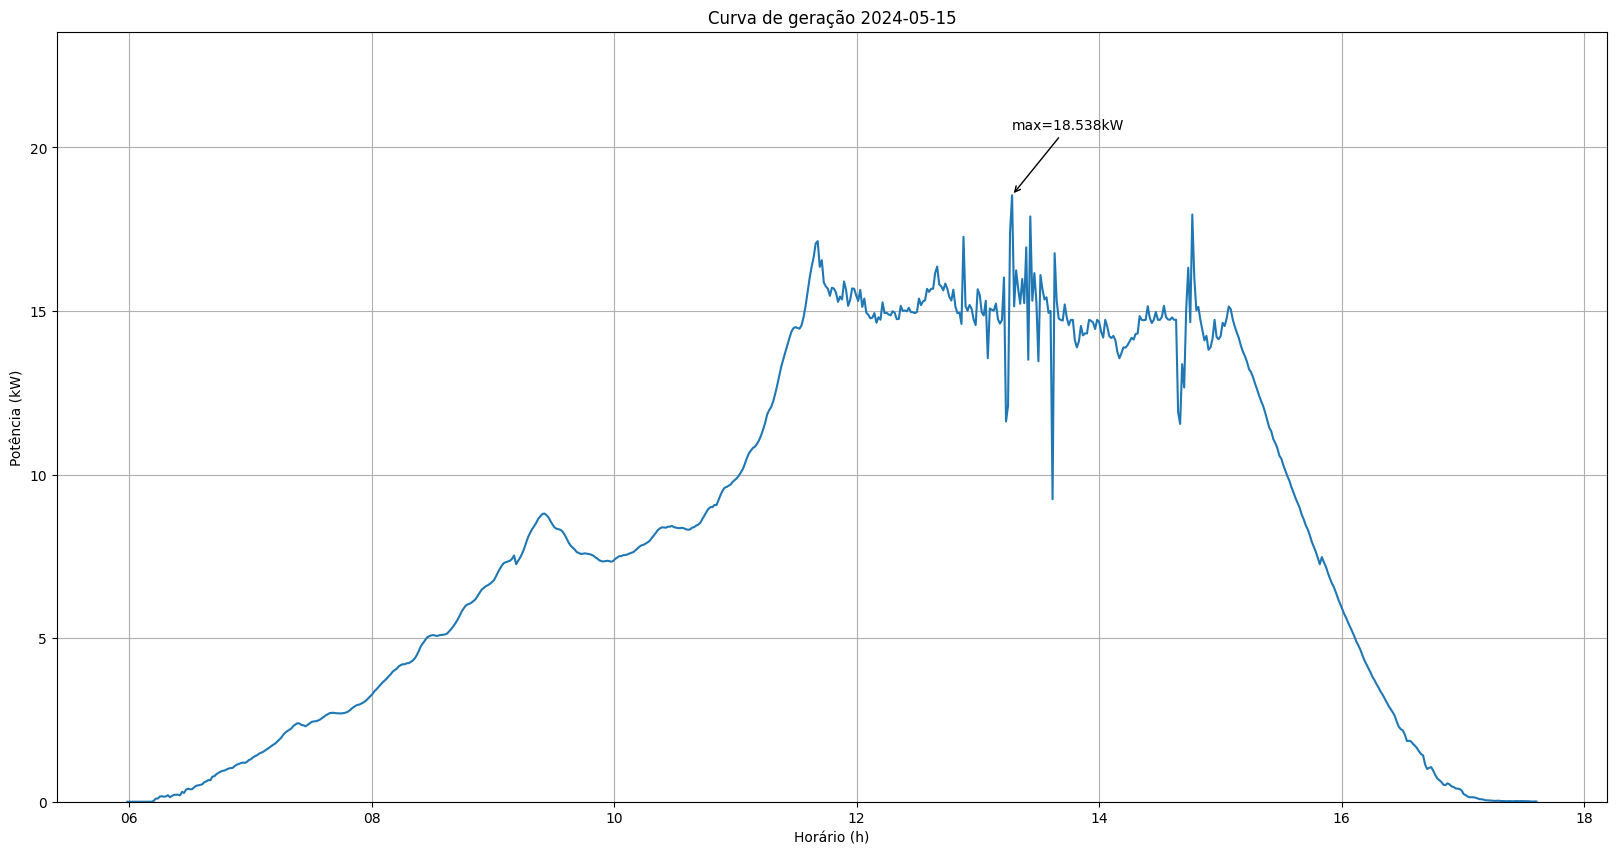 Curva de geração 2024-05-15
max=18.538kW
20
15
10
5
0
Potência (kW)
06 08 10 12 14 16 18
Horário (h)